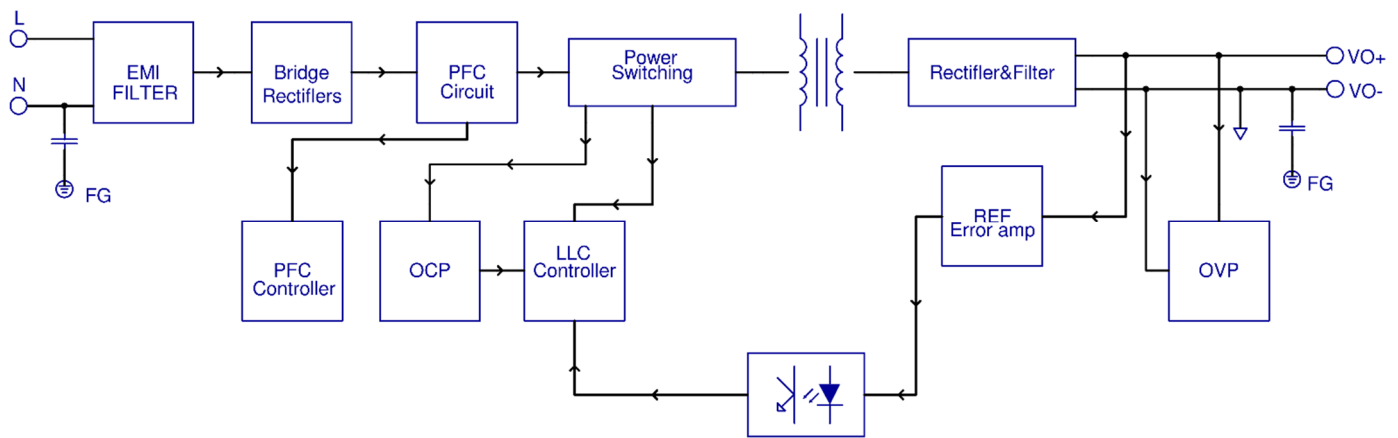 L
N
EMI
FILTER
Bridge
Rectiflers
PFC
Circuit
Power
Switching
Rectifler&Filter
VO+
VO-
FG
FG
PFC
Controller
OCP
LLC
Controller
REF
Error amp
OVP